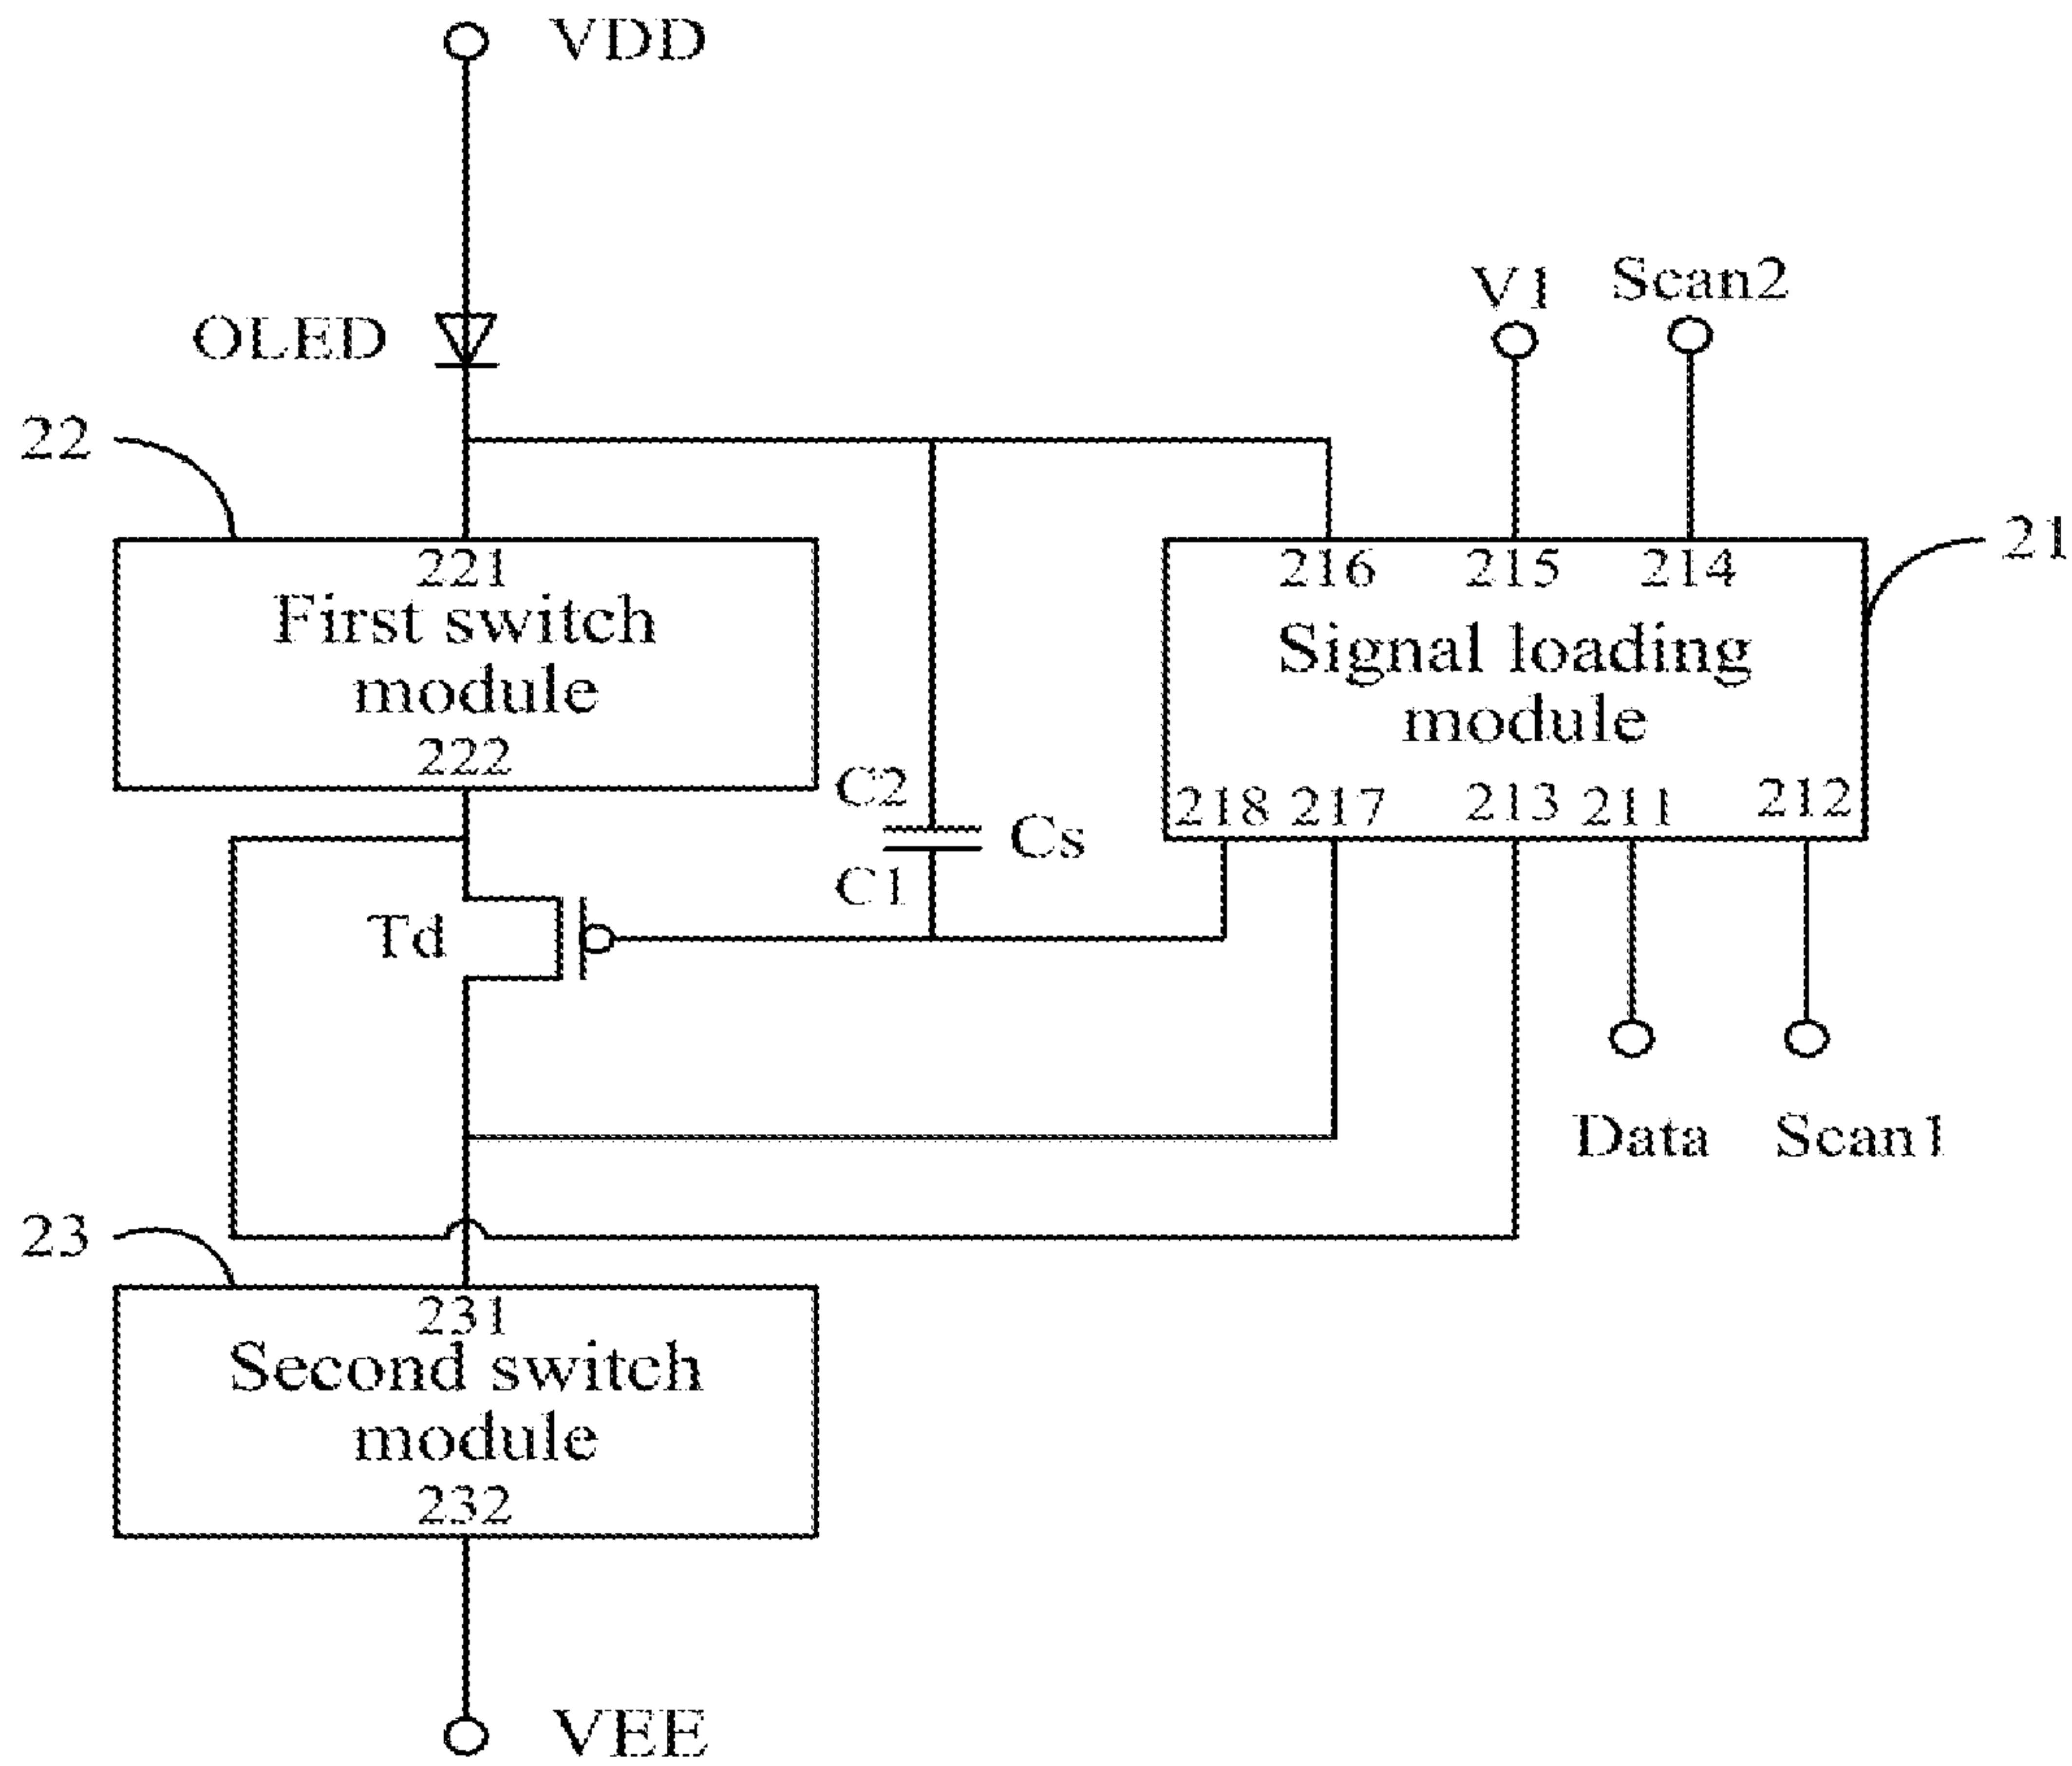 VDD
V1
Scan2
OLED
22
21
221
First switch
module
222
216
215
214
Signal loading
module
218
217
213
211
212
C2
Cs
C1
Td
Data
Scan1
23
231
Second switch
module
232
VEE